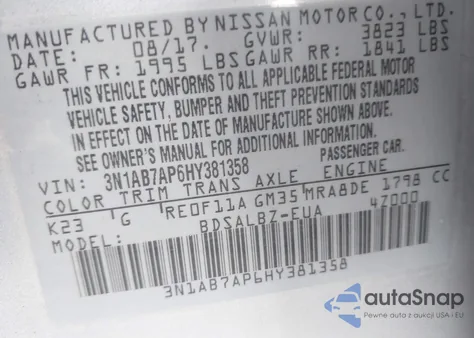 MANUFACTURED BY NISSAN MOTOR CO., LTD.
DATE: 08/17. GVWR: 3823 LBS
GAWR FR: 1995 LBS GAWR RR: 1841 LBS
THIS VEHICLE CONFORMS TO ALL APPLICABLE FEDERAL MOTOR
VEHICLE SAFETY, BUMPER AND THEFT PREVENTION STANDARDS
IN EFFECT ON THE DATE OF MANUFACTURE SHOWN ABOVE.
SEE OWNER'S MANUAL FOR ADDITIONAL INFORMATION.
VIN: 3N1AB7AP6HY381358 PASSENGER CAR.
COLOR TRIM TRANS AXLE ENGINE
K23 G RE0F11A GM35 MRA8DE 1798 CC
MODEL: BDSALBZ-EUA 4Z000
3N1AB7AP6HY381358
autaSnap
Pewne auta z aukcji USA i EU